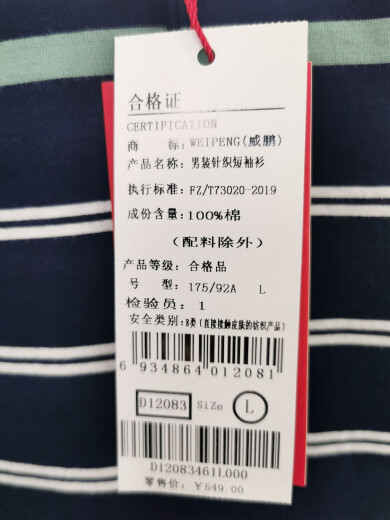 合格证
CERTIFICATION
商 标: WEIPENG(威鹏)
产品名称: 男装针织短袖衫
执行标准: FZ/T73020-2019
成份含量: 100%棉
(配料除外)
产品等级: 合格品
号 型: 175/92A L
检验员: 1
安全类别: B类(直接接触皮肤的纺织产品)
6 934864 012081
D12083 SiZe L
D12083461L000
零售价: ¥549.00